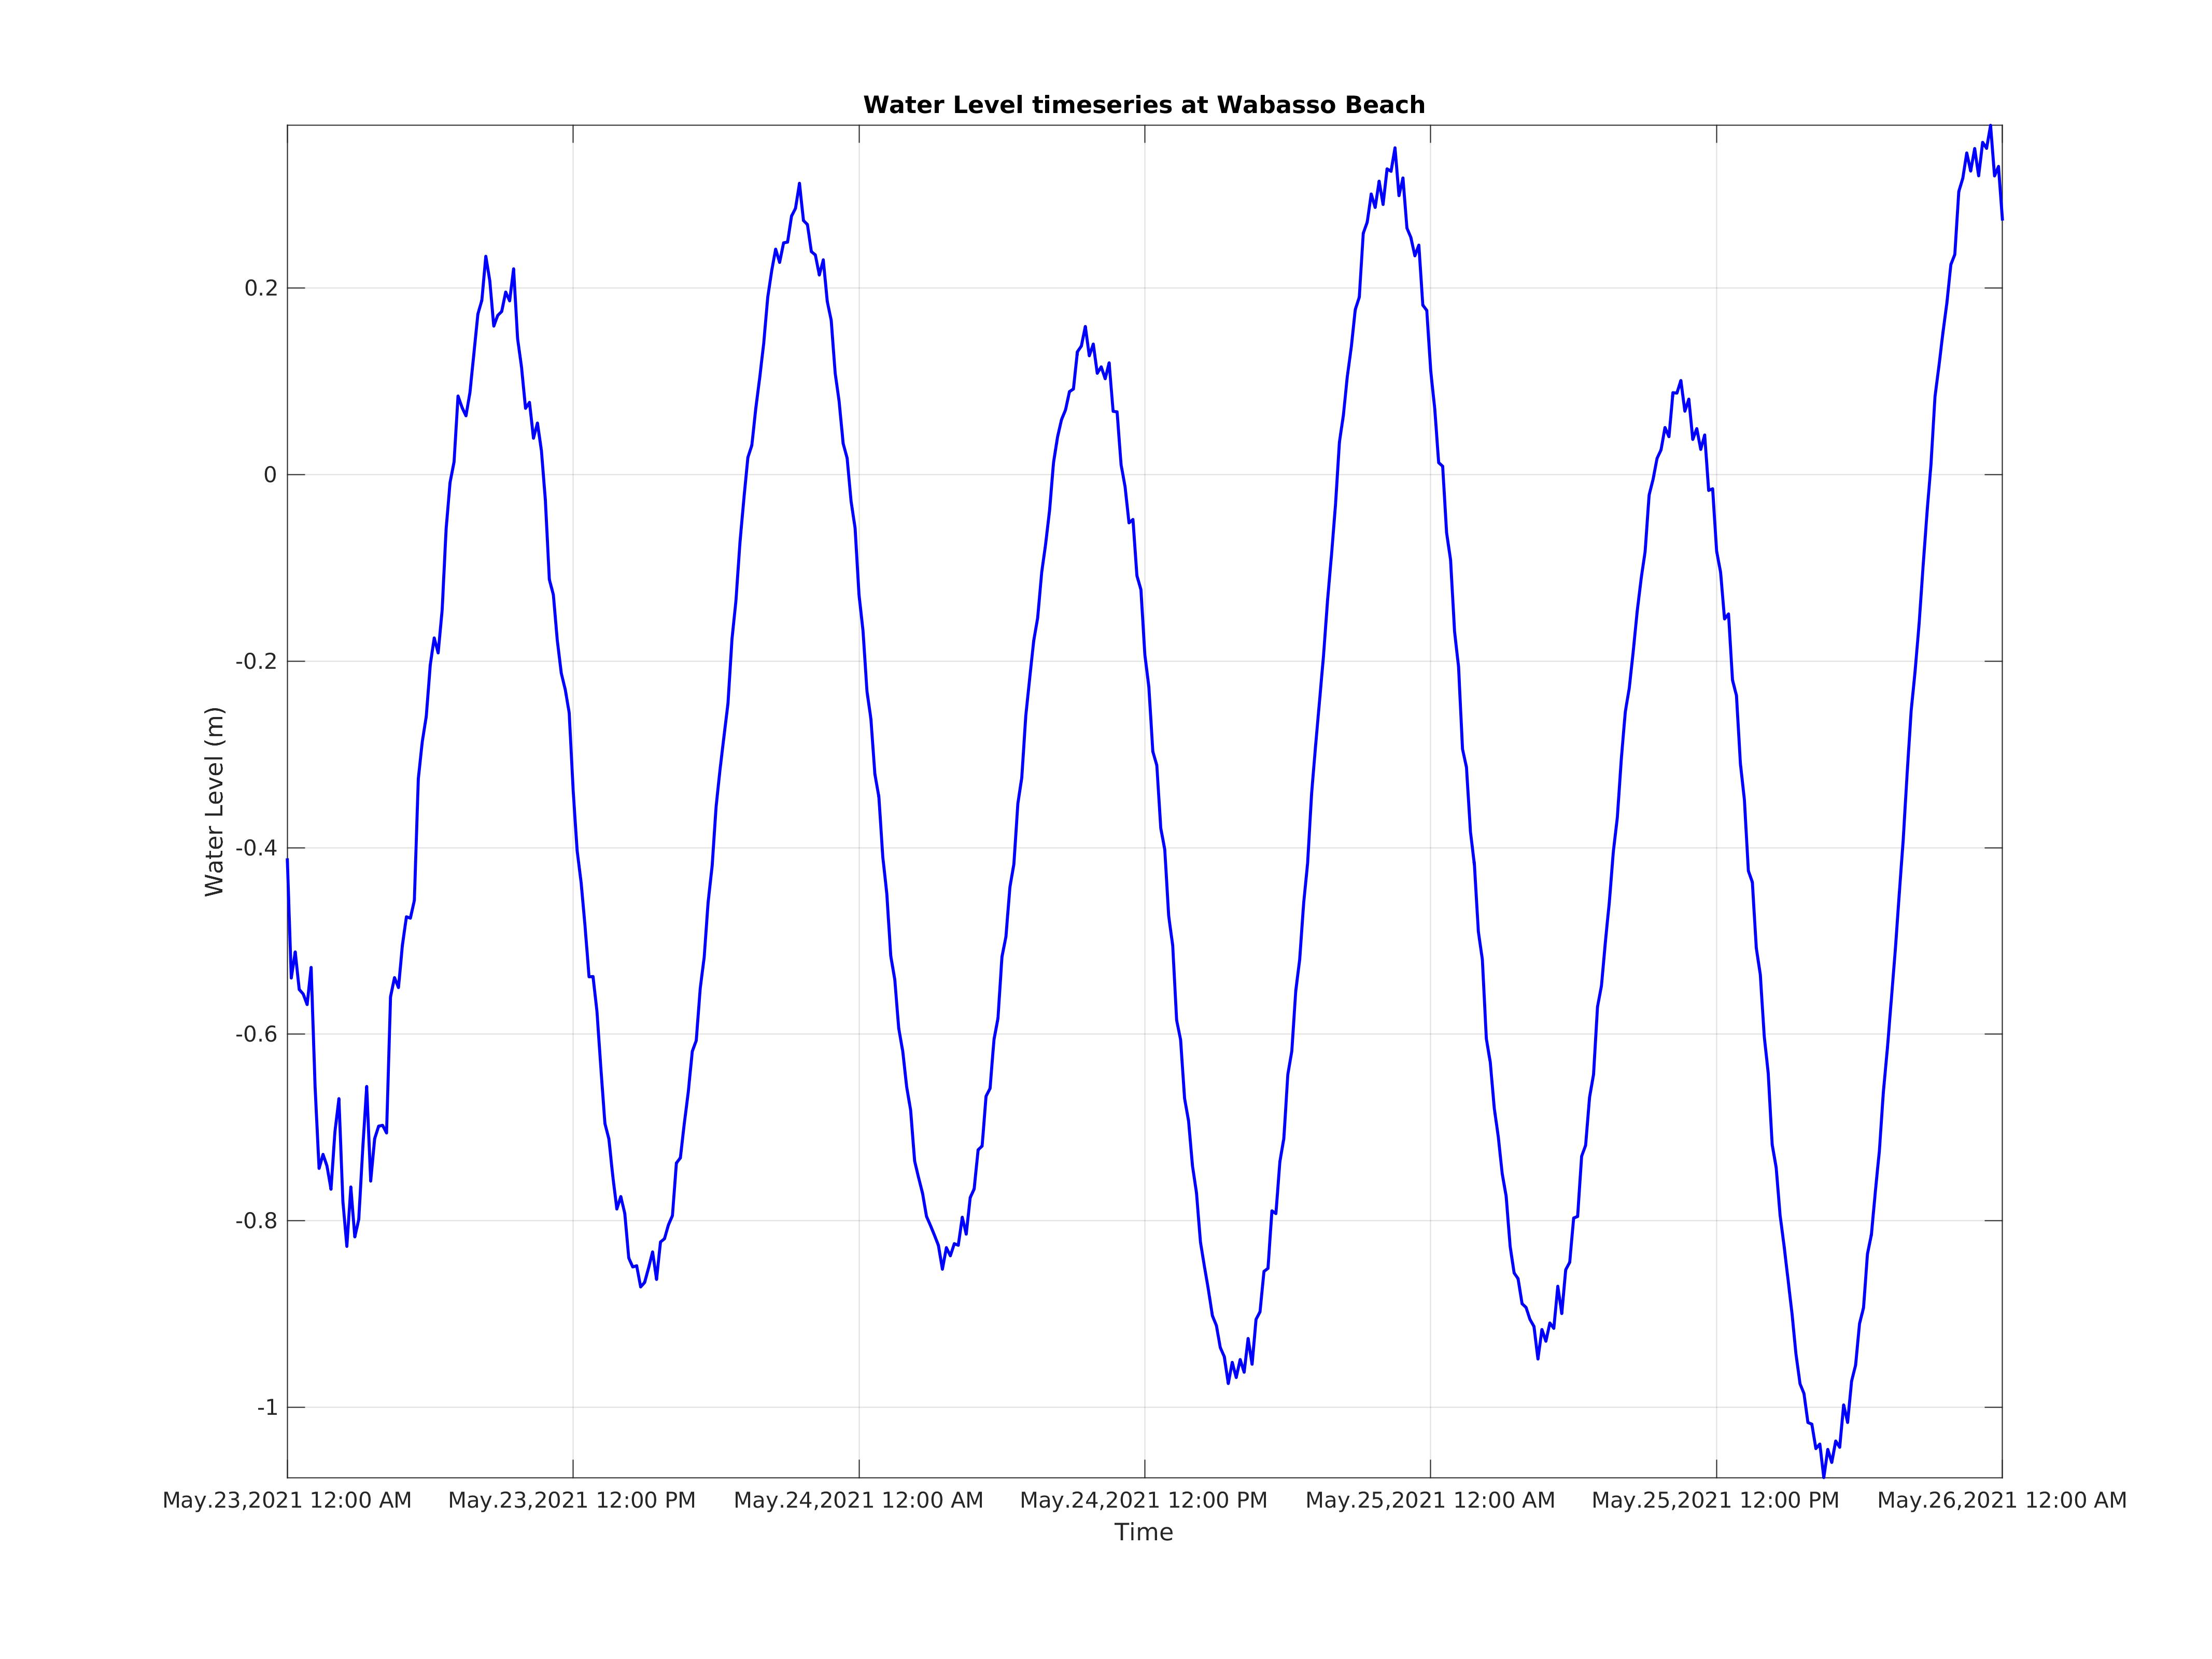 Water Level timeseries at Wabasso Beach
0.2
0
-0.2
-0.4
-0.6
-0.8
-1
Water Level (m)
May.23,2021 12:00 AM May.23,2021 12:00 PM May.24,2021 12:00 AM May.24,2021 12:00 PM May.25,2021 12:00 AM May.25,2021 12:00 PM May.26,2021 12:00 AM
Time